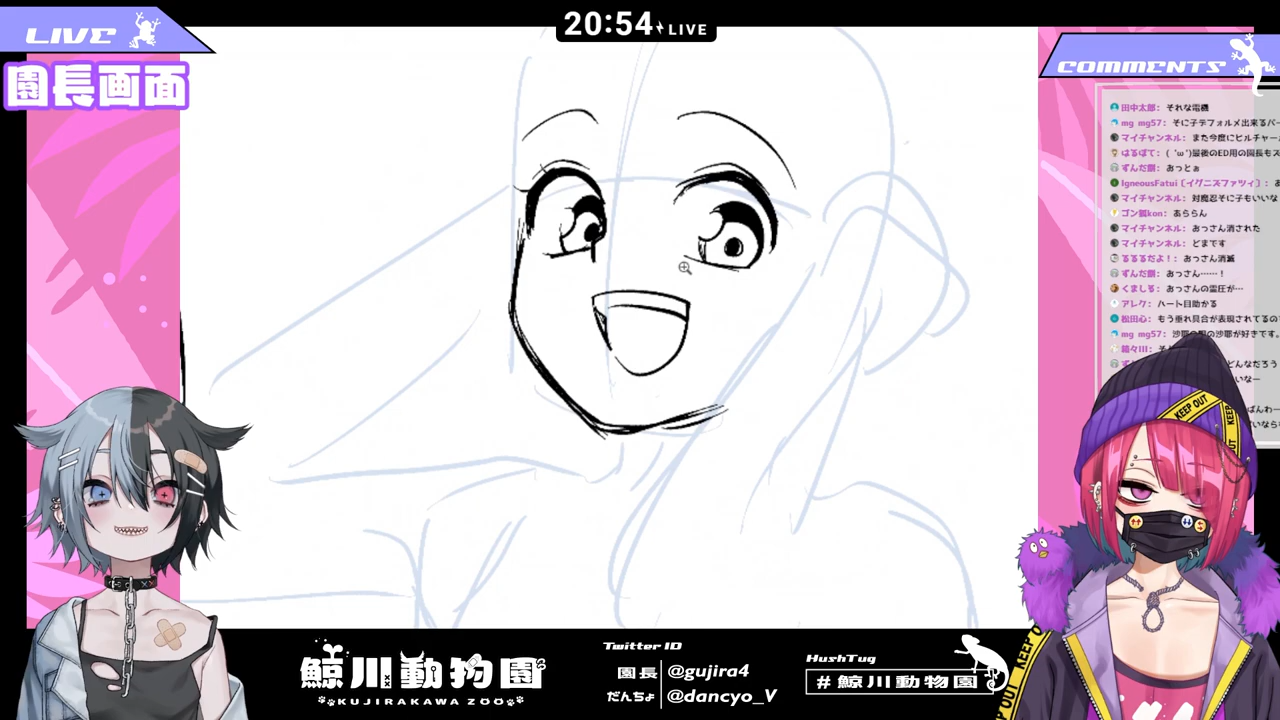 20:54 LIVE
LIVE
園長画面
COMMENTS
田中太郎: それな電機
mg mg57: そに子デフォルメ出来るバー
マイチャンネル: また今度にビルチャー
はるぽて: ( 'ω')最後のED用の園長もス
ずんだ餅: おっとぉ
IgneousFatui〔イグニスファツィ〕: あ
マイチャンネル: 対魔忍そに子もいいな
ゴン狐kon: あららん
マイチャンネル: おっさん消された
マイチャンネル: どまです
るるるだよ!: おっさん消滅
ずんだ餅: おっさん……!
くましる: おっさんの霊圧が…
アレク: ハート目助かる
松田心: もう垂れ具合が表現されてるの
mg mg57: 沙耶の唄の沙耶が好きです。
KEEP OUT
KEEP
鯨川動物園
KUJIRAKAWA ZOO
Twitter ID
園長 @gujira4
だんちょ @dancyo_V
HushTug
#鯨川動物園